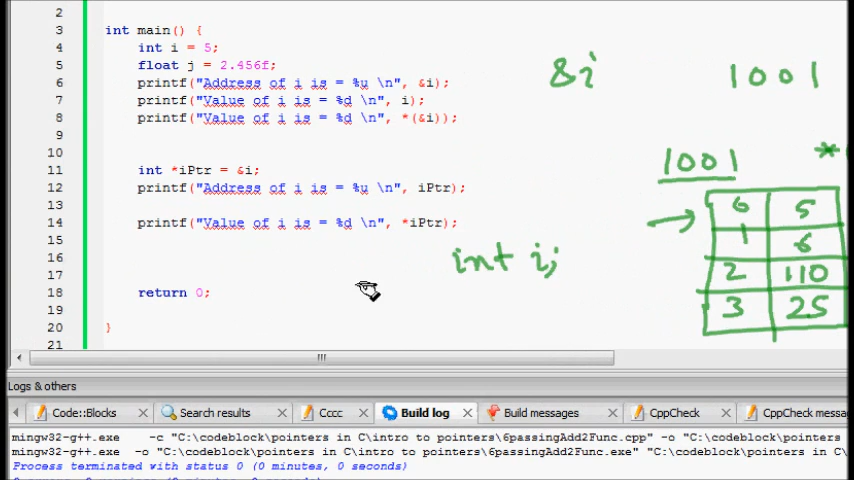 2
3 int main() {
4 int i = 5;
5 float j = 2.456f;
6 printf("Address of i is = %u \n", &i);
7 printf("Value of i is = %d \n", i);
8 printf("Value of i is = %d \n", *(&i));
9
10
11 int *iPtr = &i;
12 printf("Address of i is = %u \n", iPtr);
13
14 printf("Value of i is = %d \n", *iPtr);
15
16
17
18 return 0;
19
20 }
21
&i
1001
1001
*
6 5
1 6
2 110
3 25
int i;
Logs & others
Code::Blocks Search results Cccc Build log Build messages CppCheck CppCheck messa
mingw32-g++.exe -c "C:\codeblock\pointers in C\intro to pointers\6passingAdd2Func.cpp" -o "C:\codeblock\pointers
mingw32-g++.exe -o "C:\codeblock\pointers in C\intro to pointers\6passingAdd2Func.exe" "C:\codeblock\pointers in C
Process terminated with status 0 (0 minutes, 0 seconds)